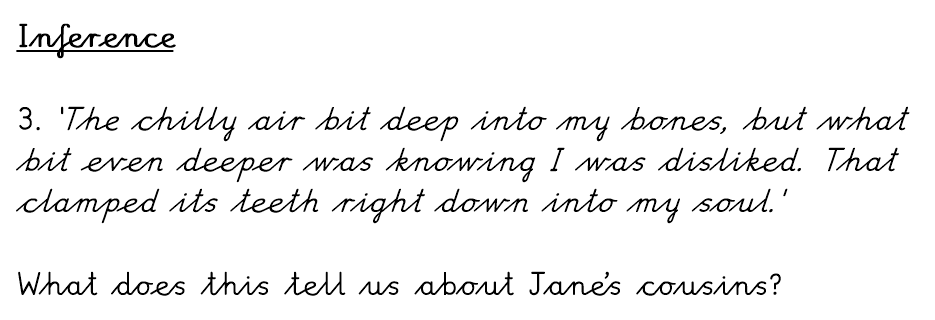 Inference
3. 'The chilly air bit deep into my bones, but what
bit even deeper was knowing I was disliked. That
clamped its teeth right down into my soul.'
What does this tell us about Jane's cousins?